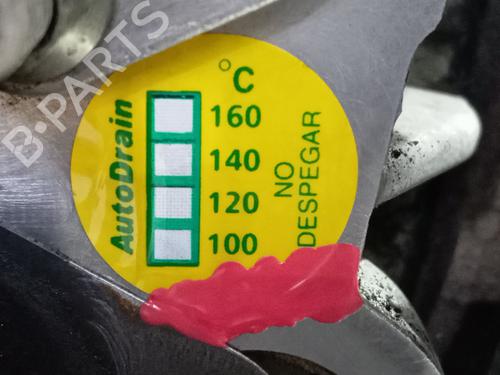 B-PARTS
AutoDrain
°C
160
140
120
100
NO
DESPEGAR